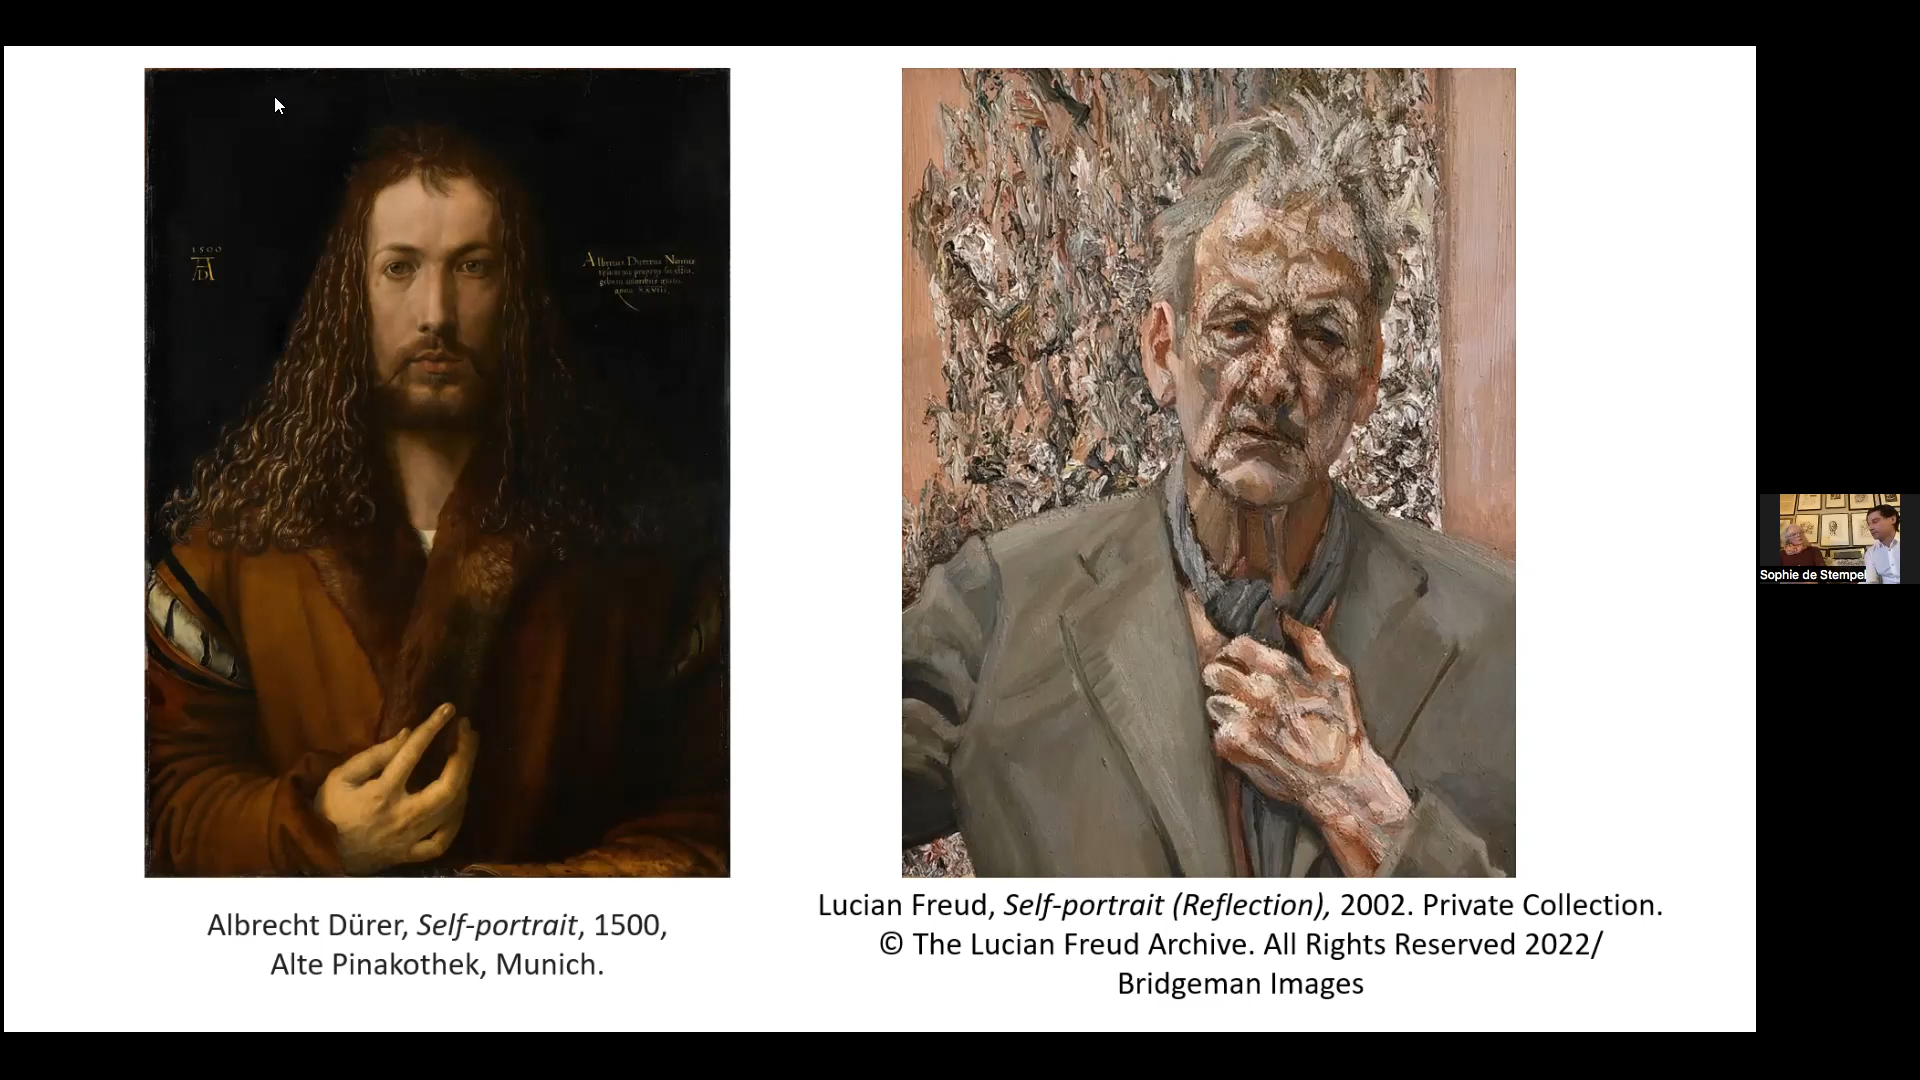 1500
AD
Albrecht Dürer, Self-portrait, 1500,
Alte Pinakothek, Munich.
Lucian Freud, Self-portrait (Reflection), 2002. Private Collection.
© The Lucian Freud Archive. All Rights Reserved 2022/
Bridgeman Images
Sophie de Stempel